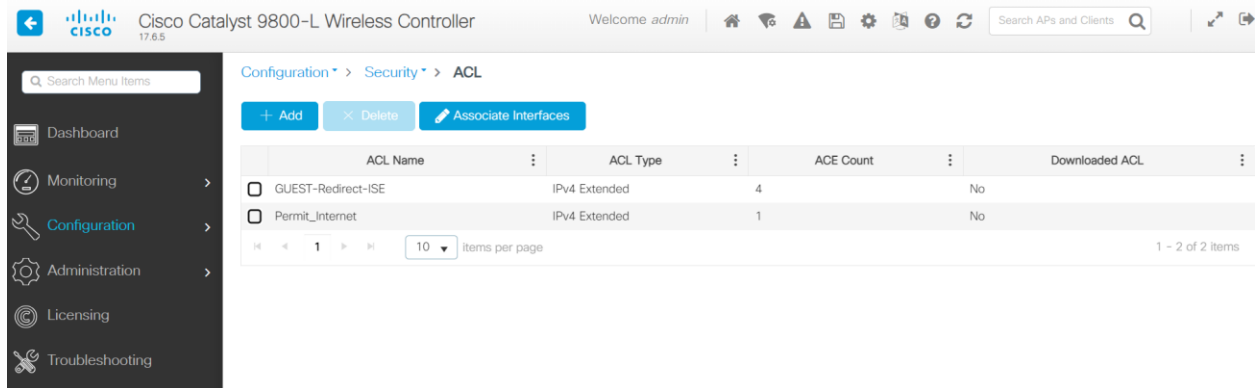 CISCO
Cisco Catalyst 9800-L Wireless Controller
17.6.5
Welcome admin
Search APs and Clients
Search Menu Items
Dashboard
Monitoring
Configuration
Administration
Licensing
Troubleshooting
Configuration > Security > ACL
+ Add
× Delete
Associate Interfaces
ACL Name ACL Type ACE Count Downloaded ACL
GUEST-Redirect-ISE IPv4 Extended 4 No
Permit_Internet IPv4 Extended 1 No
1 10 items per page 1 - 2 of 2 items